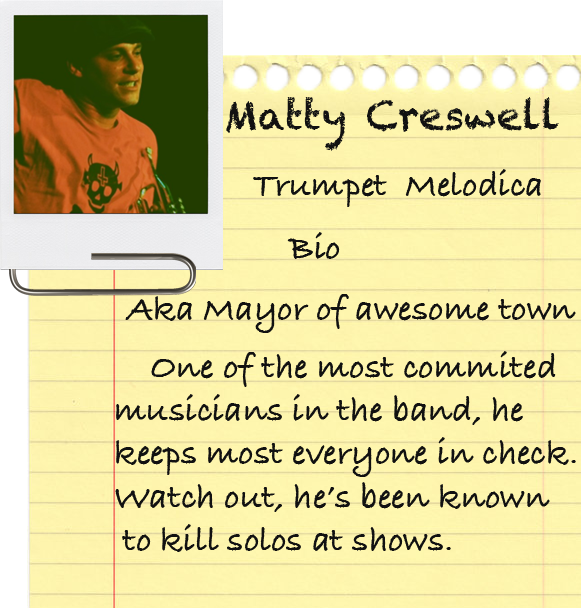 Matty Creswell
Trumpet Melodica
Bio
Aka Mayor of awesome town
One of the most commited
musicians in the band, he
keeps most everyone in check.
Watch out, he's been known
to kill solos at shows.